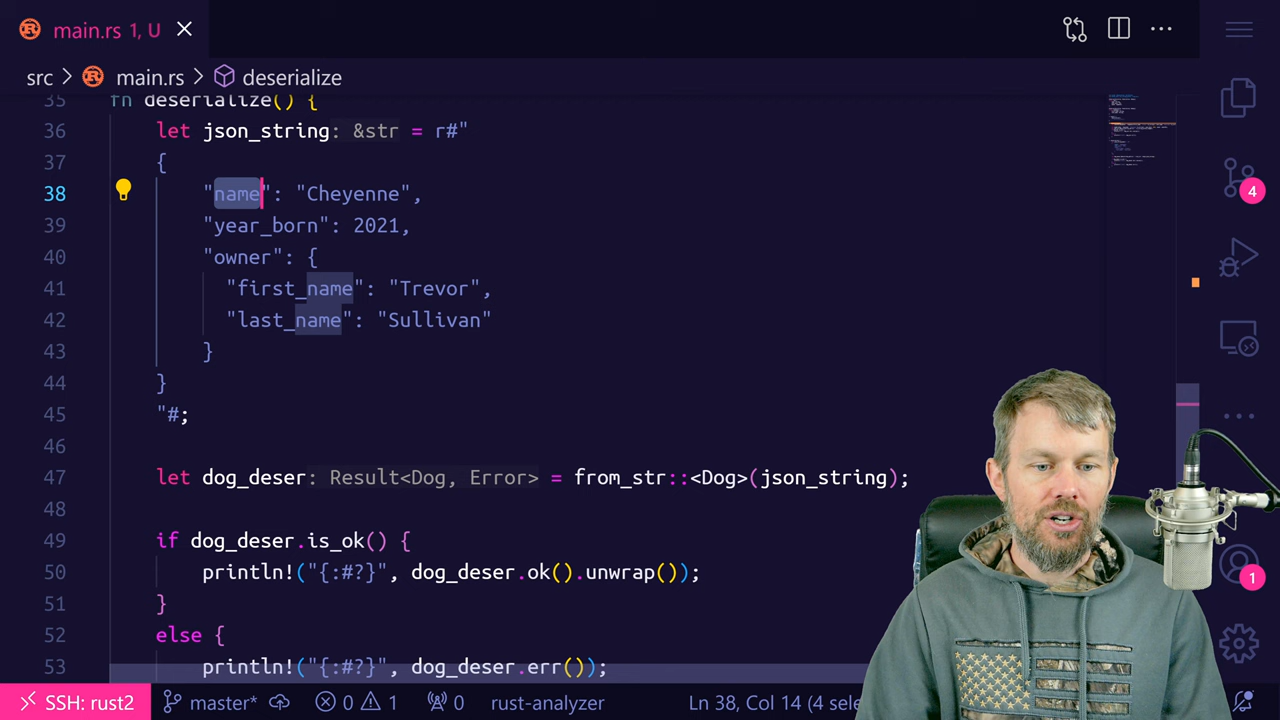 main.rs 1, U
src > main.rs > deserialize
35 fn deserialize() {
36 let json_string: &str = r#"
37 {
38 "name": "Cheyenne",
39 "year_born": 2021,
40 "owner": {
41 "first_name": "Trevor",
42 "last_name": "Sullivan"
43 }
44 }
45 "#;
46
47 let dog_deser: Result<Dog, Error> = from_str::<Dog>(json_string);
48
49 if dog_deser.is_ok() {
50 println!("{:#?}", dog_deser.ok().unwrap());
51 }
52 else {
53 println!("{:#?}", dog_deser.err());
4
1
SSH: rust2 master* 0 1 0 rust-analyzer Ln 38, Col 14 (4 sele